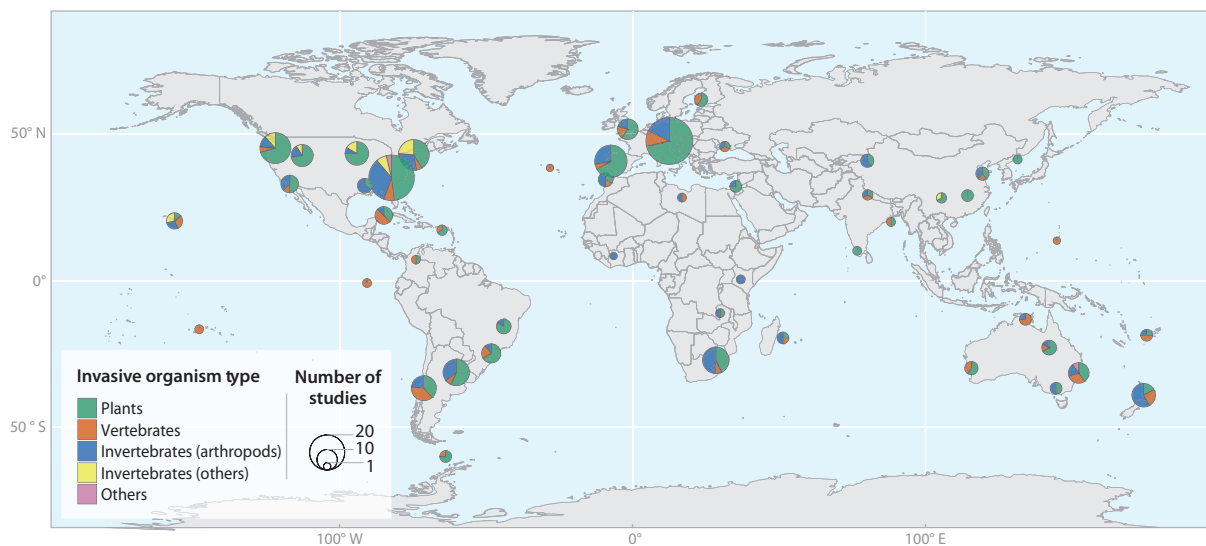 50° N
0°
50° S
Invasive organism type
Plants
Vertebrates
Invertebrates (arthropods)
Invertebrates (others)
Others
Number of
studies
20
10
1
100° W
0°
100° E